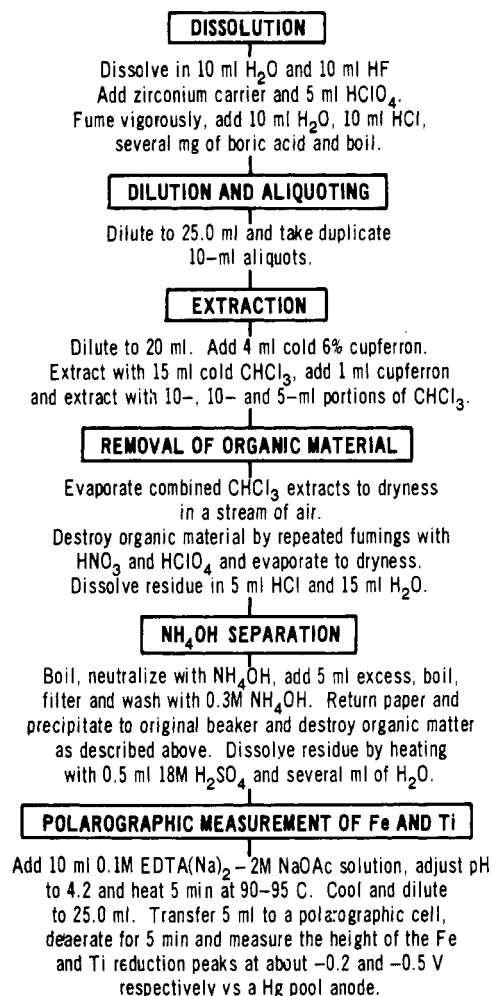 DISSOLUTION
Dissolve in 10 ml H₂O and 10 ml HF
Add zirconium carrier and 5 ml HClO₄.
Fume vigorously, add 10 ml H₂O, 10 ml HCl,
several mg of boric acid and boil.
DILUTION AND ALIQUOTING
Dilute to 25.0 ml and take duplicate
10-ml aliquots.
EXTRACTION
Dilute to 20 ml. Add 4 ml cold 6% cupferron.
Extract with 15 ml cold CHCl₃, add 1 ml cupferron
and extract with 10-, 10- and 5-ml portions of CHCl₃.
REMOVAL OF ORGANIC MATERIAL
Evaporate combined CHCl₃ extracts to dryness
in a stream of air.
Destroy organic material by repeated fumings with
HNO₃ and HClO₄ and evaporate to dryness.
Dissolve residue in 5 ml HCl and 15 ml H₂O.
NH₄OH SEPARATION
Boil, neutralize with NH₄OH, add 5 ml excess, boil,
filter and wash with 0.3M NH₄OH. Return paper and
precipitate to original beaker and destroy organic matter
as described above. Dissolve residue by heating
with 0.5 ml 18M H₂SO₄ and several ml of H₂O.
POLAROGRAPHIC MEASUREMENT OF Fe AND Ti
Add 10 ml 0.1M EDTA(Na)₂ – 2M NaOAc solution, adjust pH
to 4.2 and heat 5 min at 90–95 C. Cool and dilute
to 25.0 ml. Transfer 5 ml to a polarographic cell,
deaerate for 5 min and measure the height of the Fe
and Ti reduction peaks at about –0.2 and –0.5 V
respectively vs a Hg pool anode.